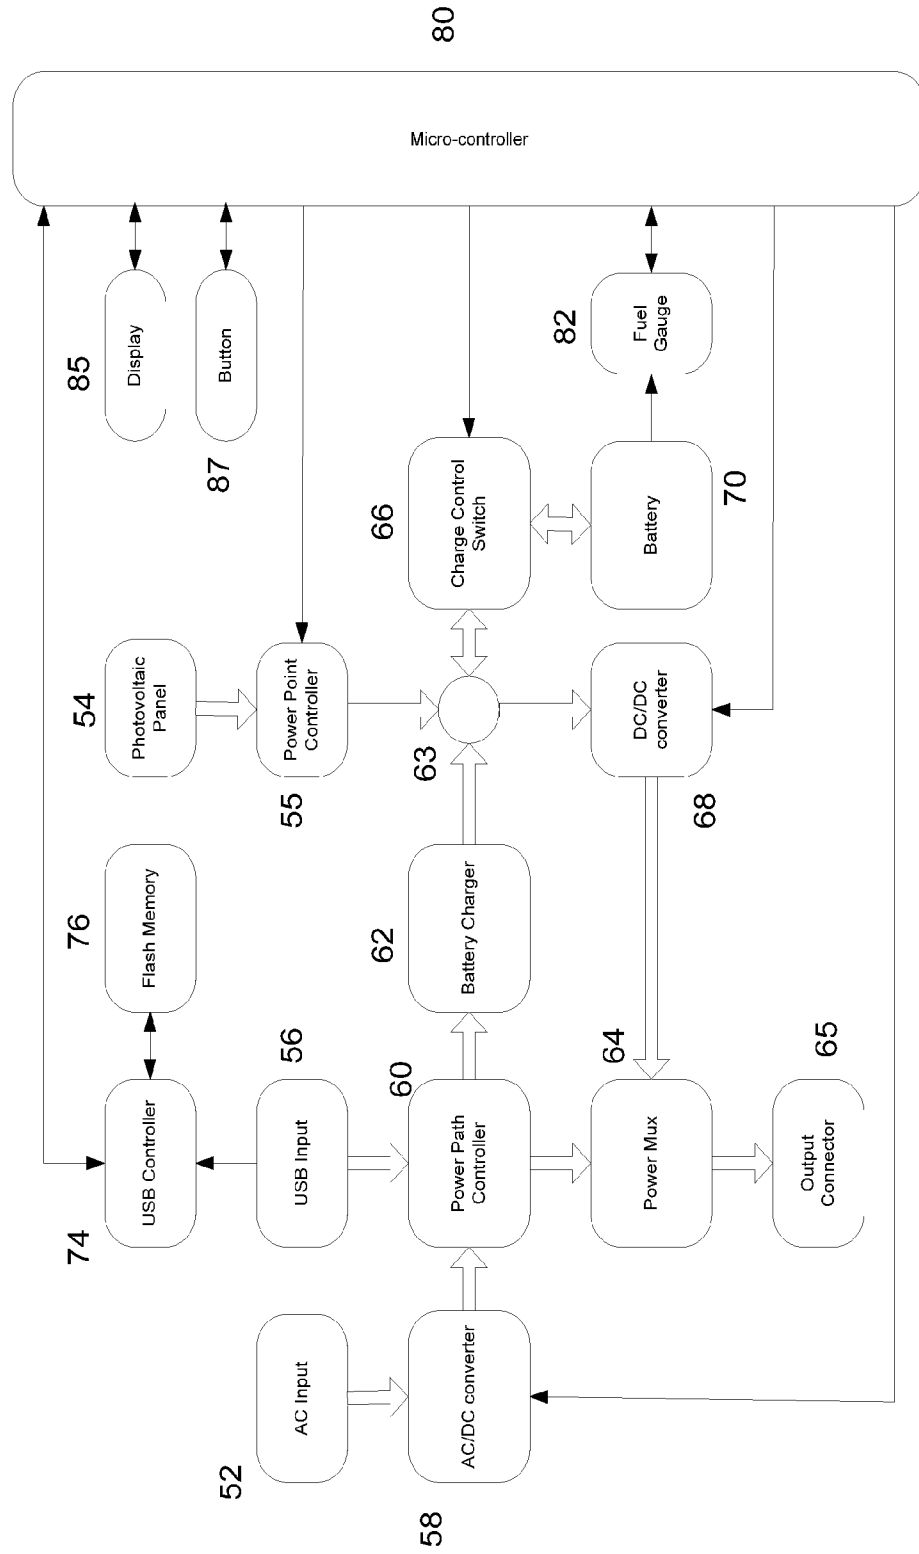 74
USB Controller
76
Flash Memory
54
Photovoltaic
Panel
85
Display
52
AC Input
USB Input
56
55
Power Point
Controller
87
Button
58
AC/DC converter
60
Power Path
Controller
62
Battery Charger
63
66
Charge Control
Switch
64
Power Mux
68
DC/DC
converter
70
Battery
82
Fuel
Gauge
65
Output
Connector
80
Micro-controller